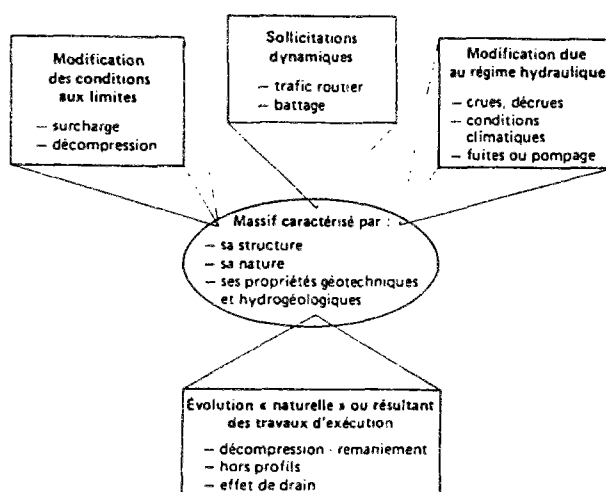 Modification
des conditions
aux limites
– surcharge
– décompression
Sollicitations
dynamiques
– trafic routier
– battage
Modification due
au régime hydraulique
– crues, décrues
– conditions
climatiques
– fuites ou pompage
Massif caractérisé par :
– sa structure
– sa nature
– ses propriétés géotechniques
et hydrogéologiques
Évolution « naturelle » ou résultant
des travaux d'exécution
– décompression - remaniement
– hors profils
– effet de drain